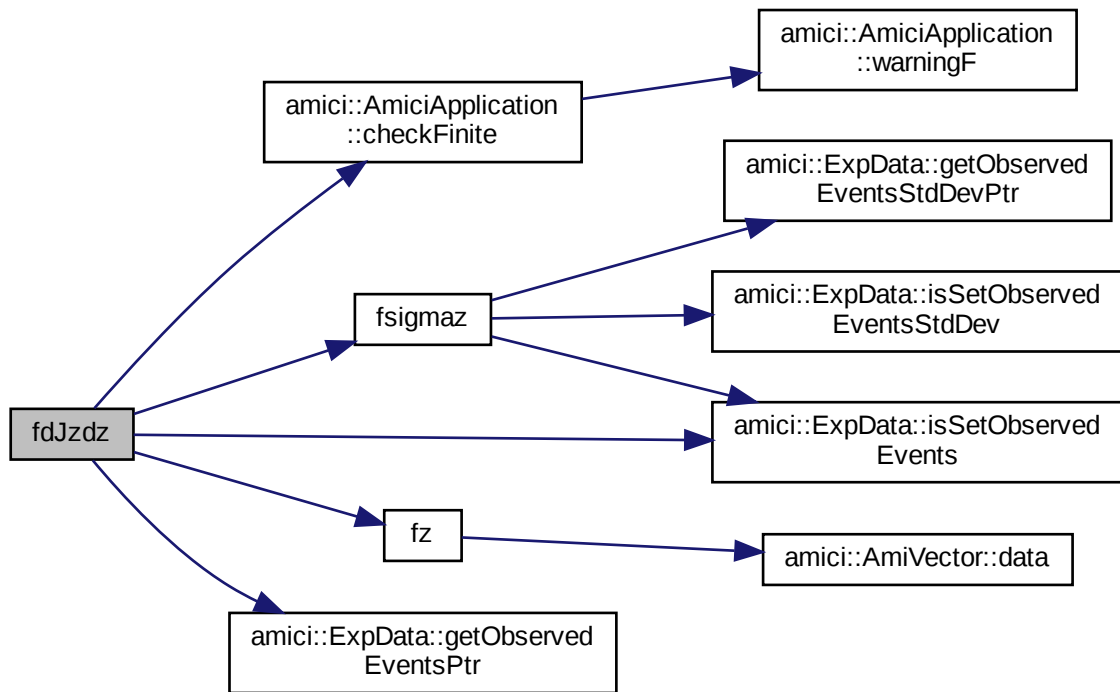 amici::AmiciApplication
::warningF
amici::AmiciApplication
::checkFinite
amici::ExpData::getObserved
EventsStdDevPtr
fsigmaz
amici::ExpData::isSetObserved
EventsStdDev
fdJzdz
amici::ExpData::isSetObserved
Events
fz
amici::AmiVector::data
amici::ExpData::getObserved
EventsPtr